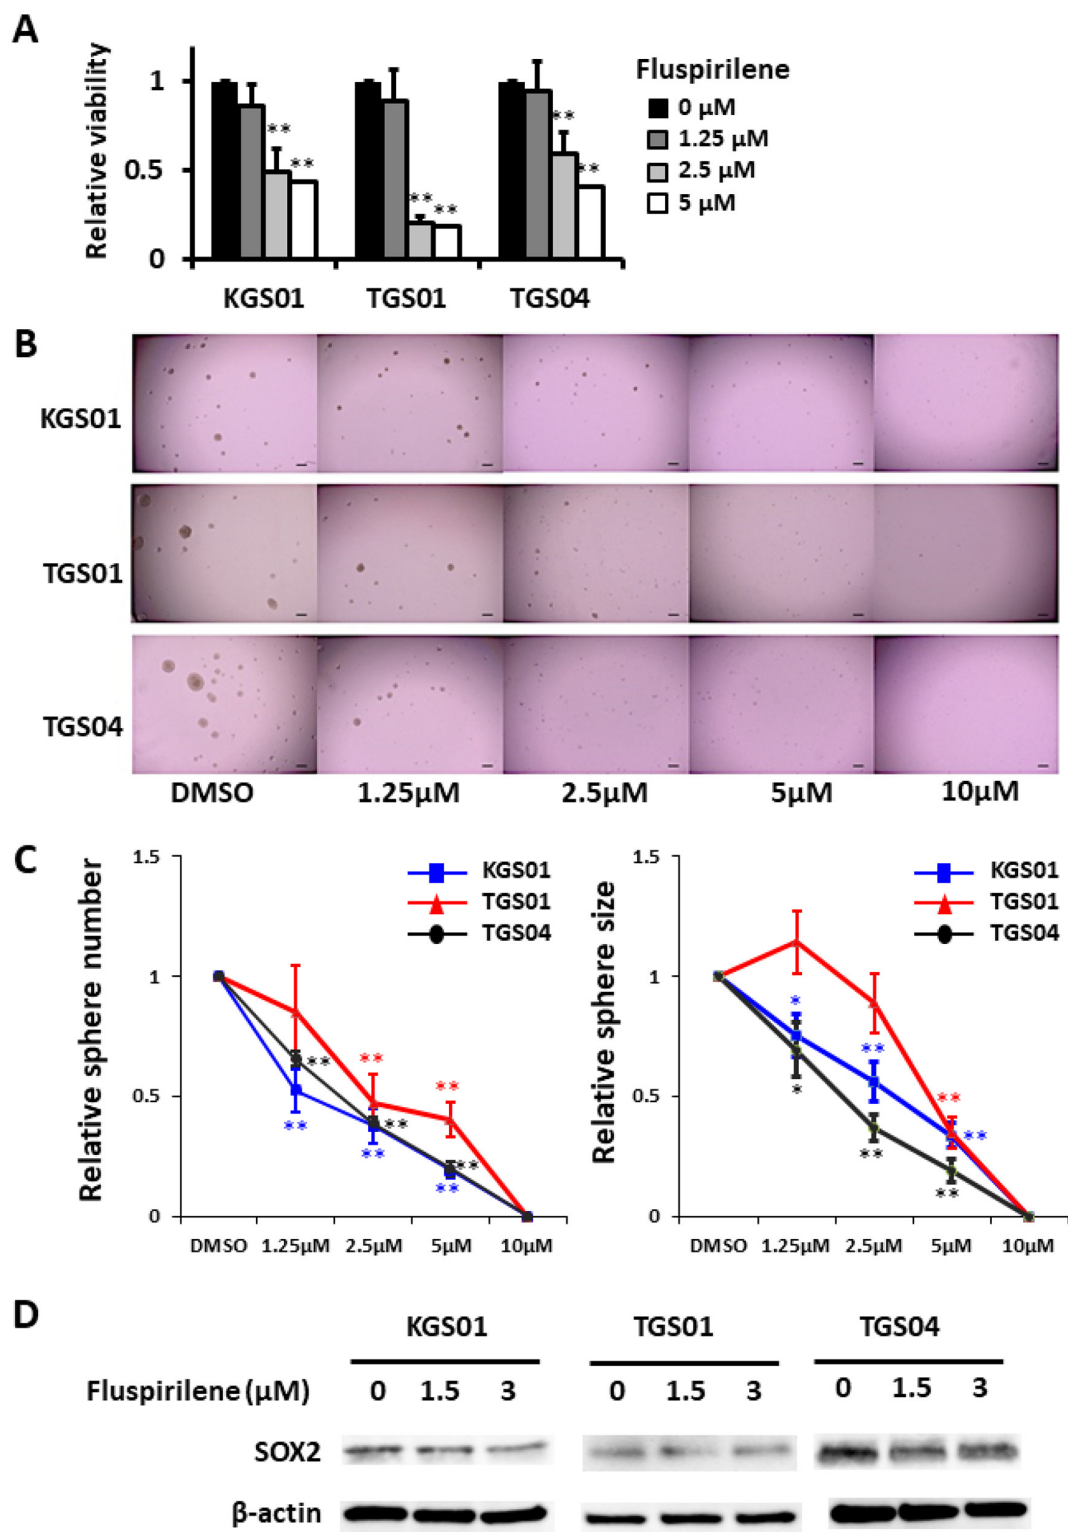 A
Relative viability
1
0.5
0
**
**
**
**
**
**
KGS01
TGS01
TGS04
Fluspirilene
0 µM
1.25 µM
2.5 µM
5 µM
B
KGS01
TGS01
TGS04
DMSO
1.25µM
2.5µM
5µM
10µM
C
Relative sphere number
1.5
1
0.5
0
KGS01
TGS01
TGS04
**
**
**
**
**
**
**
**
DMSO
1.25µM
2.5µM
5µM
10µM
Relative sphere size
1.5
1
0.5
0
KGS01
TGS01
TGS04
*
*
**
**
**
**
**
DMSO
1.25µM
2.5µM
5µM
10µM
D
KGS01
TGS01
TGS04
Fluspirilene (µM)
0 1.5 3
0 1.5 3
0 1.5 3
SOX2
β-actin